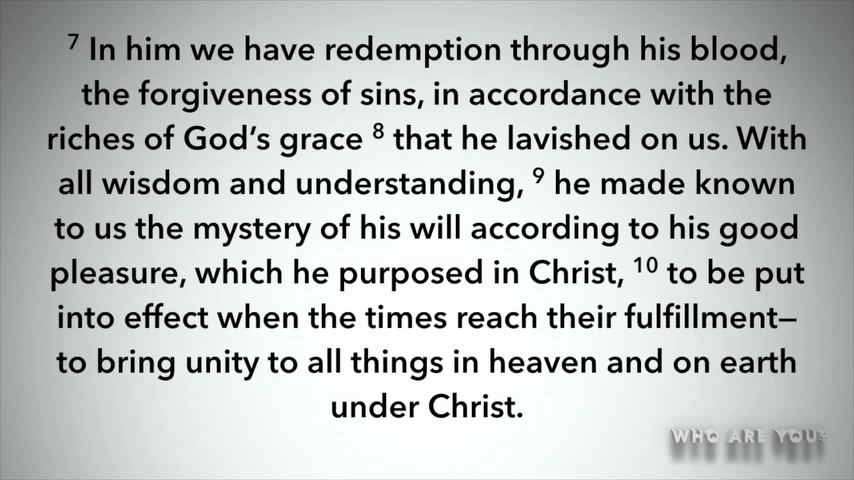 7 In him we have redemption through his blood,
the forgiveness of sins, in accordance with the
riches of God’s grace 8 that he lavished on us. With
all wisdom and understanding, 9 he made known
to us the mystery of his will according to his good
pleasure, which he purposed in Christ, 10 to be put
into effect when the times reach their fulfillment—
to bring unity to all things in heaven and on earth
under Christ.
WHO ARE YOU?